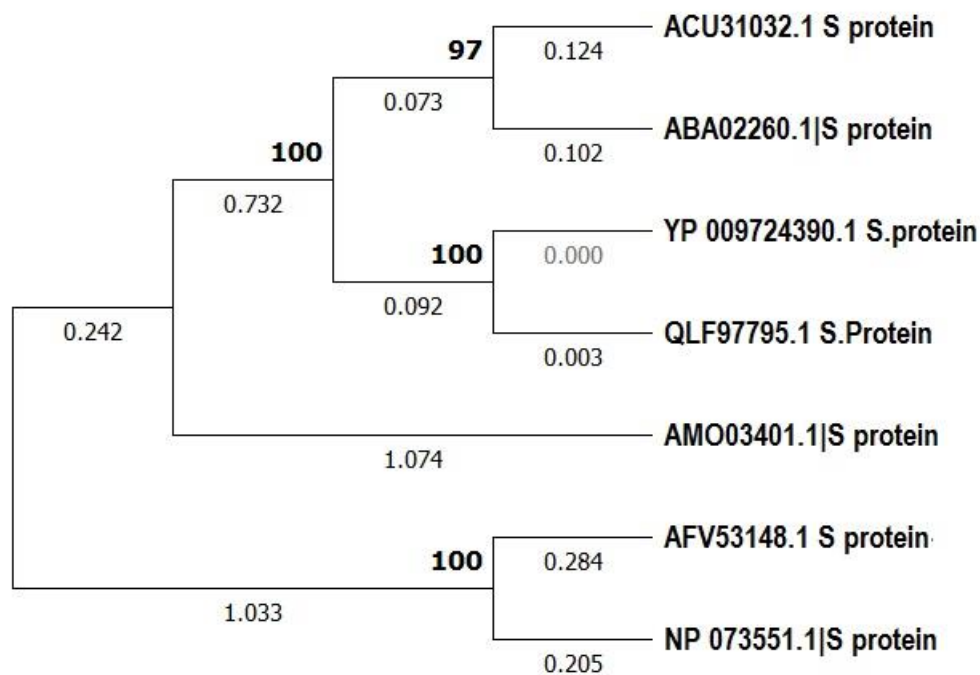 ACU31032.1 S protein
97
0.124
0.073
ABA02260.1|S protein
100
0.102
0.732
YP 009724390.1 S.protein
100
0.000
0.092
0.242
QLF97795.1 S.Protein
0.003
AMO03401.1|S protein
1.074
AFV53148.1 S protein
100
0.284
1.033
NP 073551.1|S protein
0.205